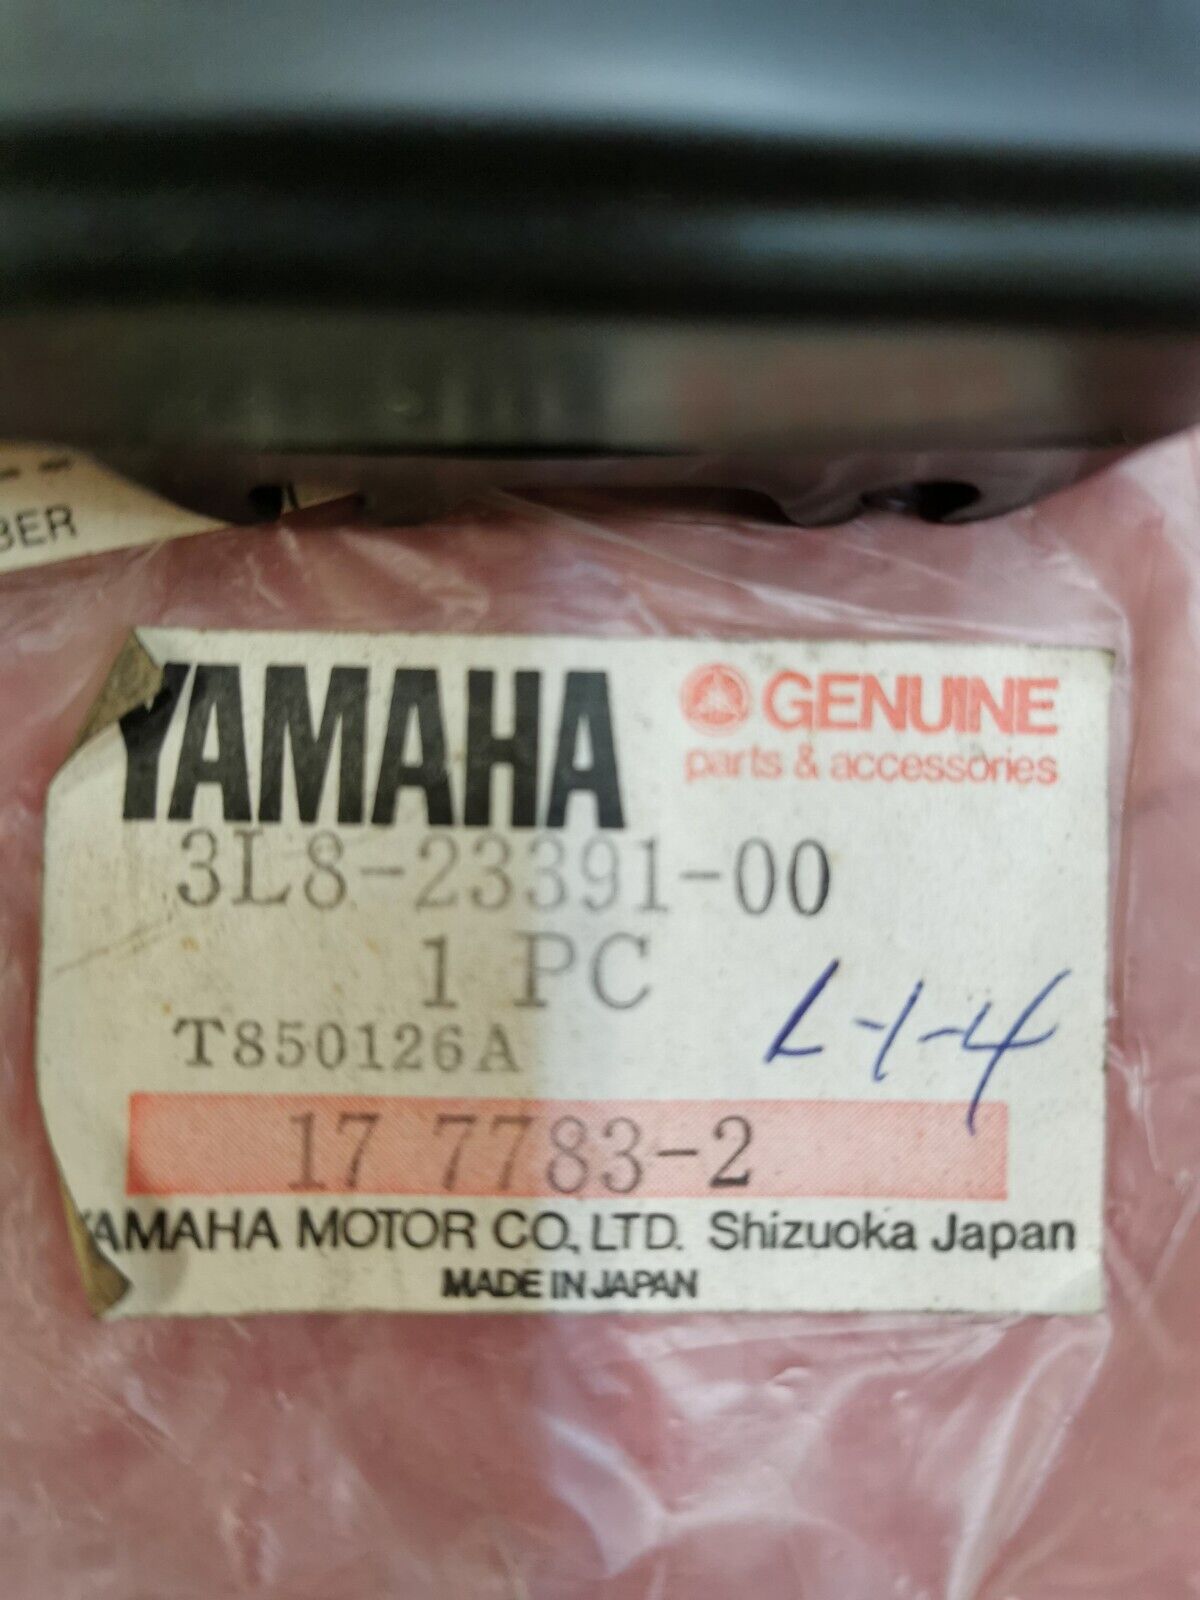 YAMAHA
GENUINE
parts & accessories
3L8-23391-00
1 PC
T850126A
L-1-4
17 7783-2
YAMAHA MOTOR CO., LTD. Shizuoka Japan
MADE IN JAPAN